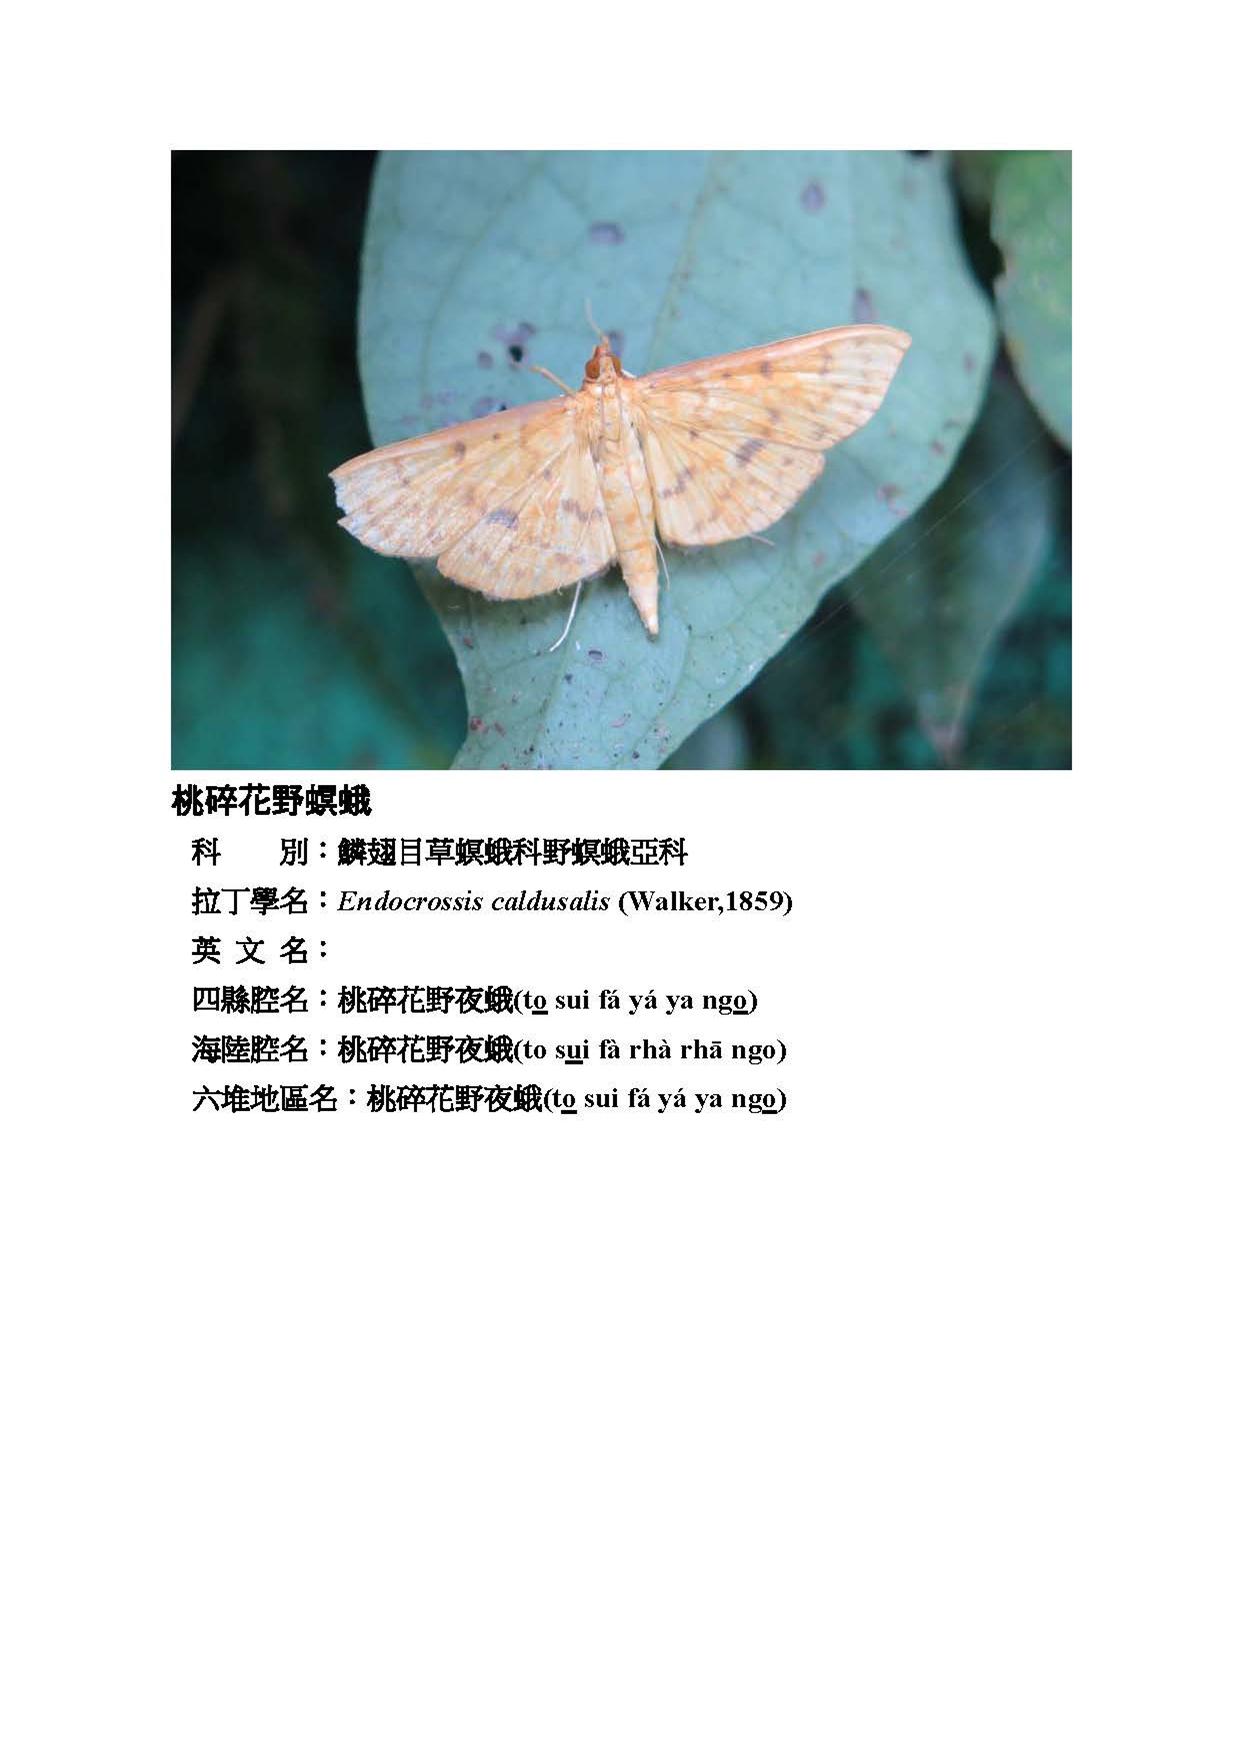 桃碎花野螟蛾
科　　別：鱗翅目草螟蛾科野螟蛾亞科
拉丁學名：Endocrossis caldusalis (Walker,1859)
英 文 名：
四縣腔名：桃碎花野夜蛾(to sui fá yá ya ngo)
海陸腔名：桃碎花野夜蛾(to sui fà rhà rhā ngo)
六堆地區名：桃碎花野夜蛾(to sui fá yá ya ngo)